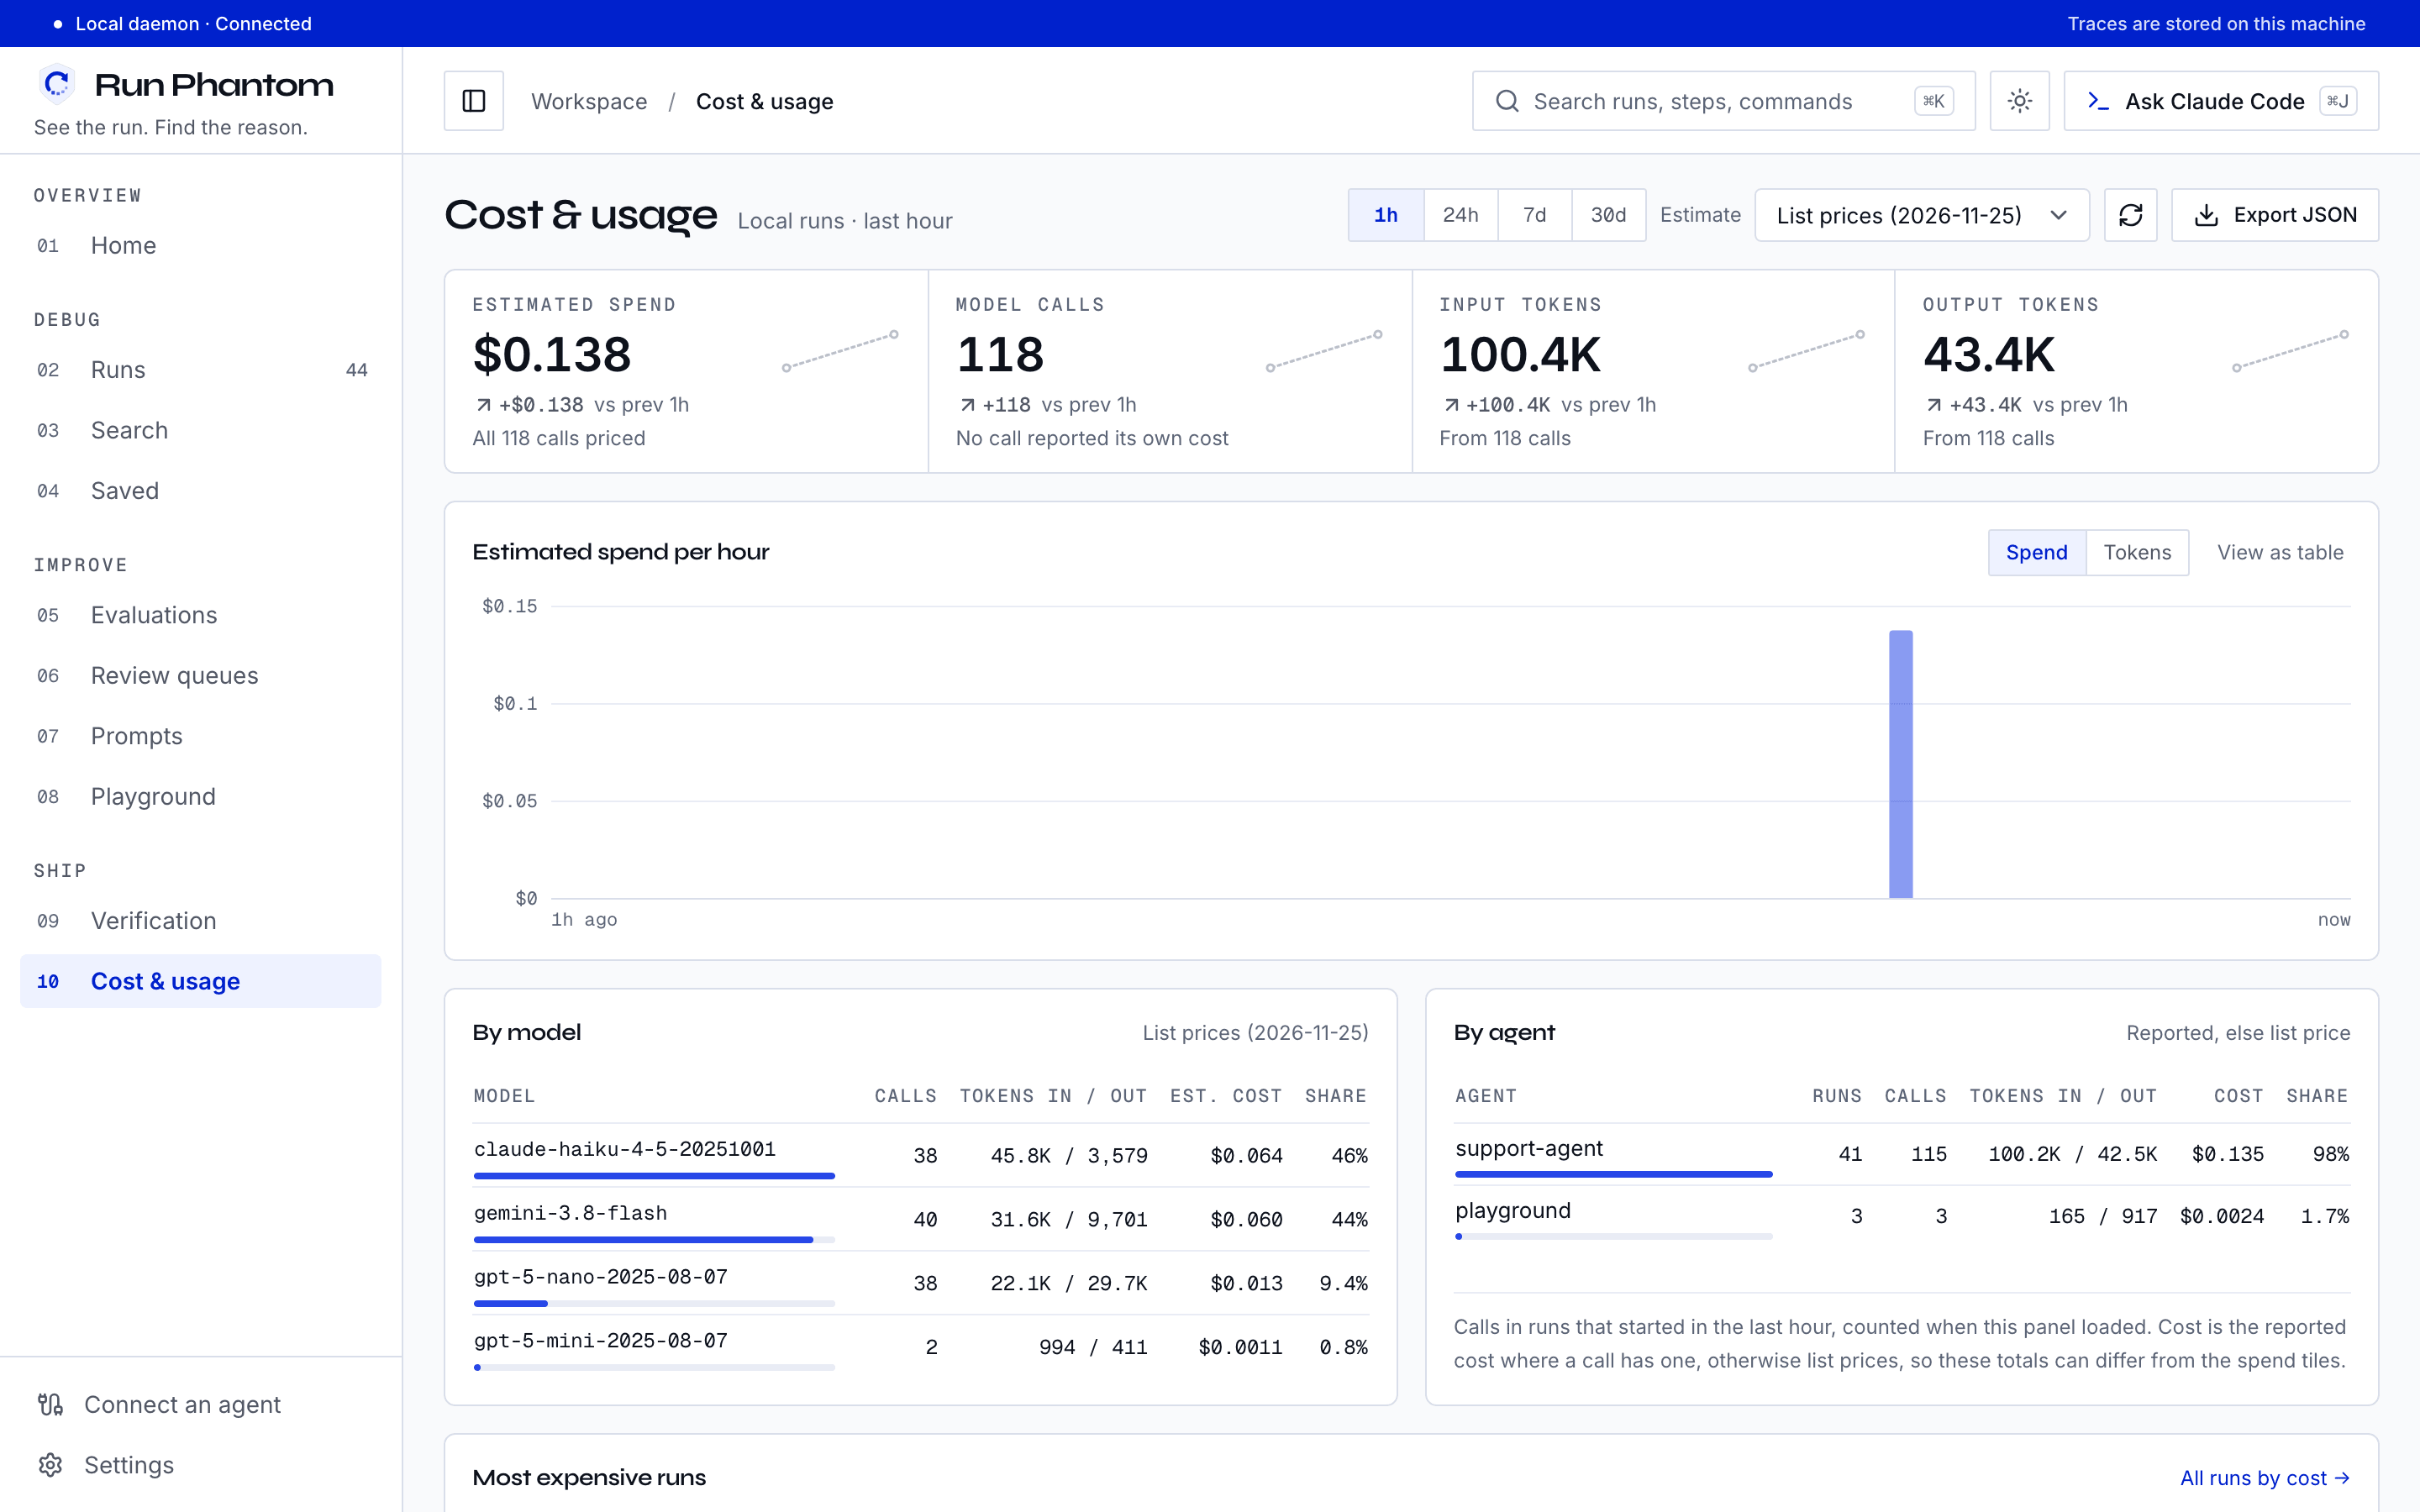 Local daemon · Connected
Traces are stored on this machine
Run Phantom
See the run. Find the reason.
Workspace / Cost & usage
Search runs, steps, commands ⌘K
Ask Claude Code ⌘J
OVERVIEW
01 Home
DEBUG
02 Runs 44
03 Search
04 Saved
IMPROVE
05 Evaluations
06 Review queues
07 Prompts
08 Playground
SHIP
09 Verification
10 Cost & usage
Connect an agent
Settings
Cost & usage Local runs · last hour
1h 24h 7d 30d Estimate List prices (2026-11-25) Export JSON
ESTIMATED SPEND
$0.138
+$0.138 vs prev 1h
All 118 calls priced
MODEL CALLS
118
+118 vs prev 1h
No call reported its own cost
INPUT TOKENS
100.4K
+100.4K vs prev 1h
From 118 calls
OUTPUT TOKENS
43.4K
+43.4K vs prev 1h
From 118 calls
Estimated spend per hour
Spend Tokens View as table
$0.15
$0.1
$0.05
$0
1h ago now
By model List prices (2026-11-25)
MODEL CALLS TOKENS IN / OUT EST. COST SHARE
claude-haiku-4-5-20251001 38 45.8K / 3,579 $0.064 46%
gemini-3.8-flash 40 31.6K / 9,701 $0.060 44%
gpt-5-nano-2025-08-07 38 22.1K / 29.7K $0.013 9.4%
gpt-5-mini-2025-08-07 2 994 / 411 $0.0011 0.8%
By agent Reported, else list price
AGENT RUNS CALLS TOKENS IN / OUT COST SHARE
support-agent 41 115 100.2K / 42.5K $0.135 98%
playground 3 3 165 / 917 $0.0024 1.7%
Calls in runs that started in the last hour, counted when this panel loaded. Cost is the reported
cost where a call has one, otherwise list prices, so these totals can differ from the spend tiles.
Most expensive runs All runs by cost →